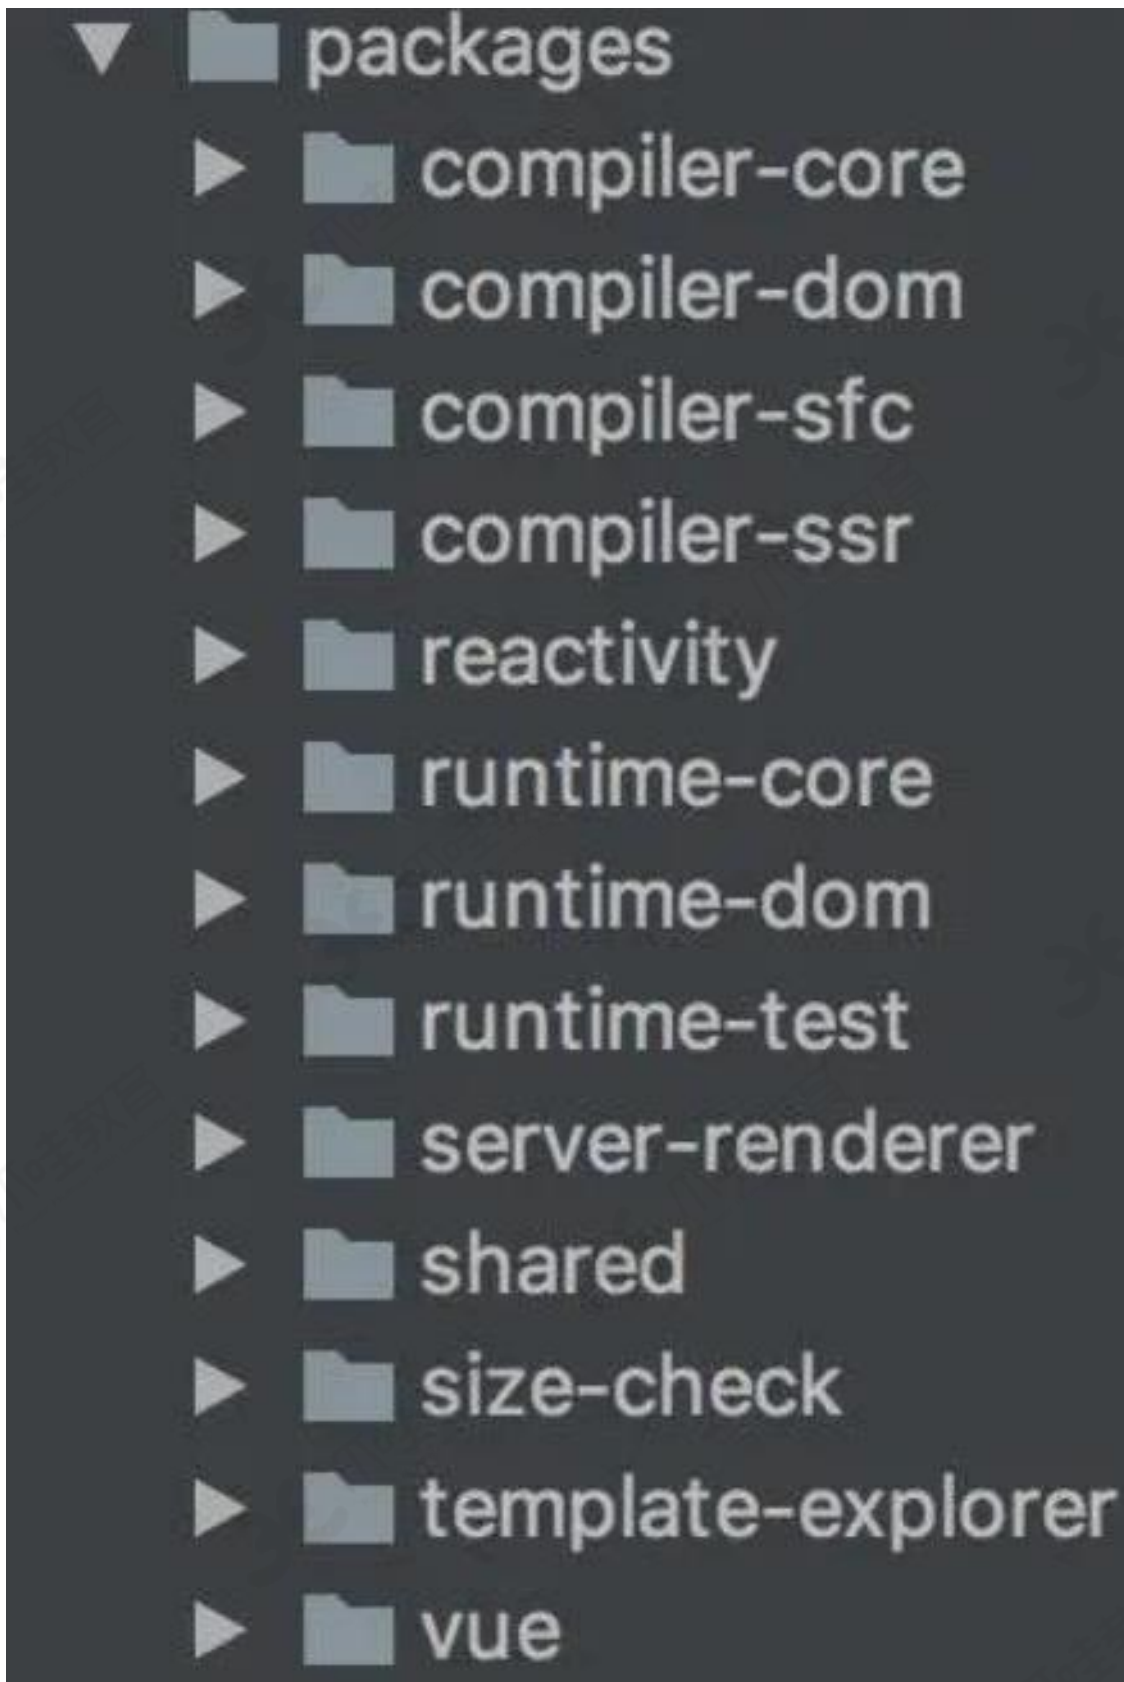 packages
compiler-core
compiler-dom
compiler-sfc
compiler-ssr
reactivity
runtime-core
runtime-dom
runtime-test
server-renderer
shared
size-check
template-explorer
vue